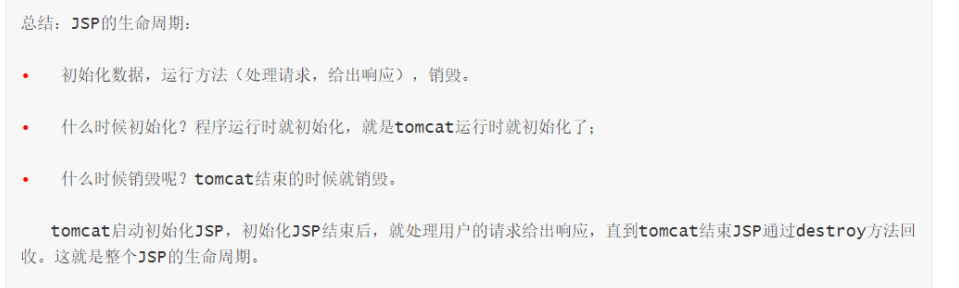 总结：JSP的生命周期：
• 初始化数据，运行方法（处理请求，给出响应），销毁。
• 什么时候初始化？程序运行时就初始化，就是tomcat运行时就初始化了；
• 什么时候销毁呢？tomcat结束的时候就销毁。
tomcat启动初始化JSP，初始化JSP结束后，就处理用户的请求给出响应，直到tomcat结束JSP通过destroy方法回
收。这就是整个JSP的生命周期。